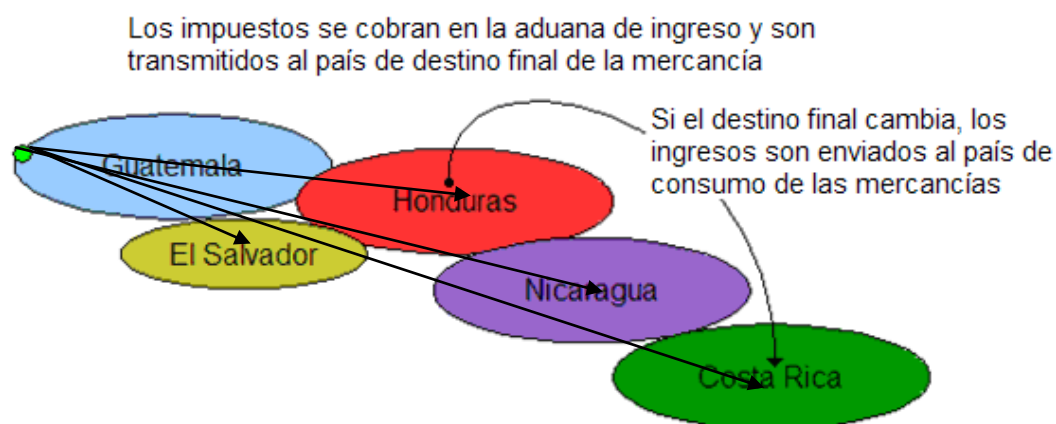 Los impuestos se cobran en la aduana de ingreso y son
transmitidos al país de destino final de la mercancía
Si el destino final cambia, los
ingresos son enviados al país de
consumo de las mercancías
Guatemala
Honduras
El Salvador
Nicaragua
Costa Rica